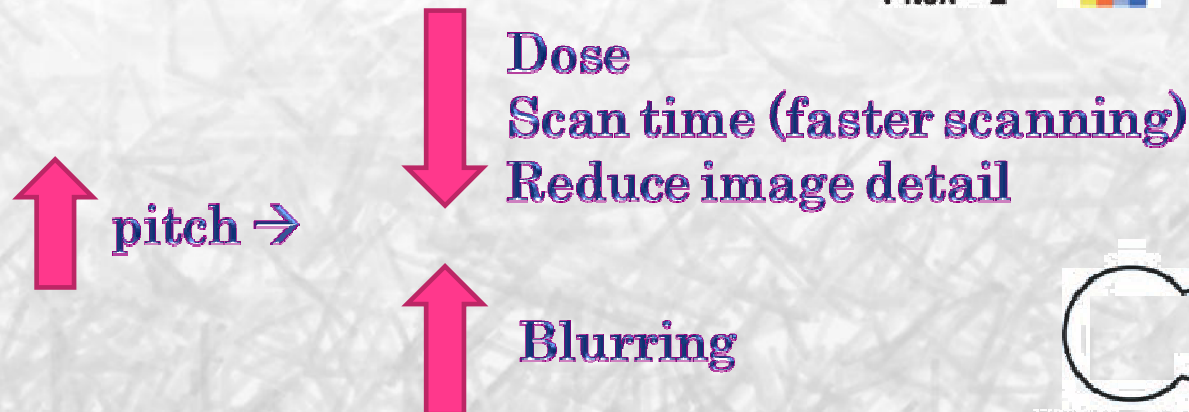 Dose
Scan time (faster scanning)
Reduce image detail
pitch →
Blurring